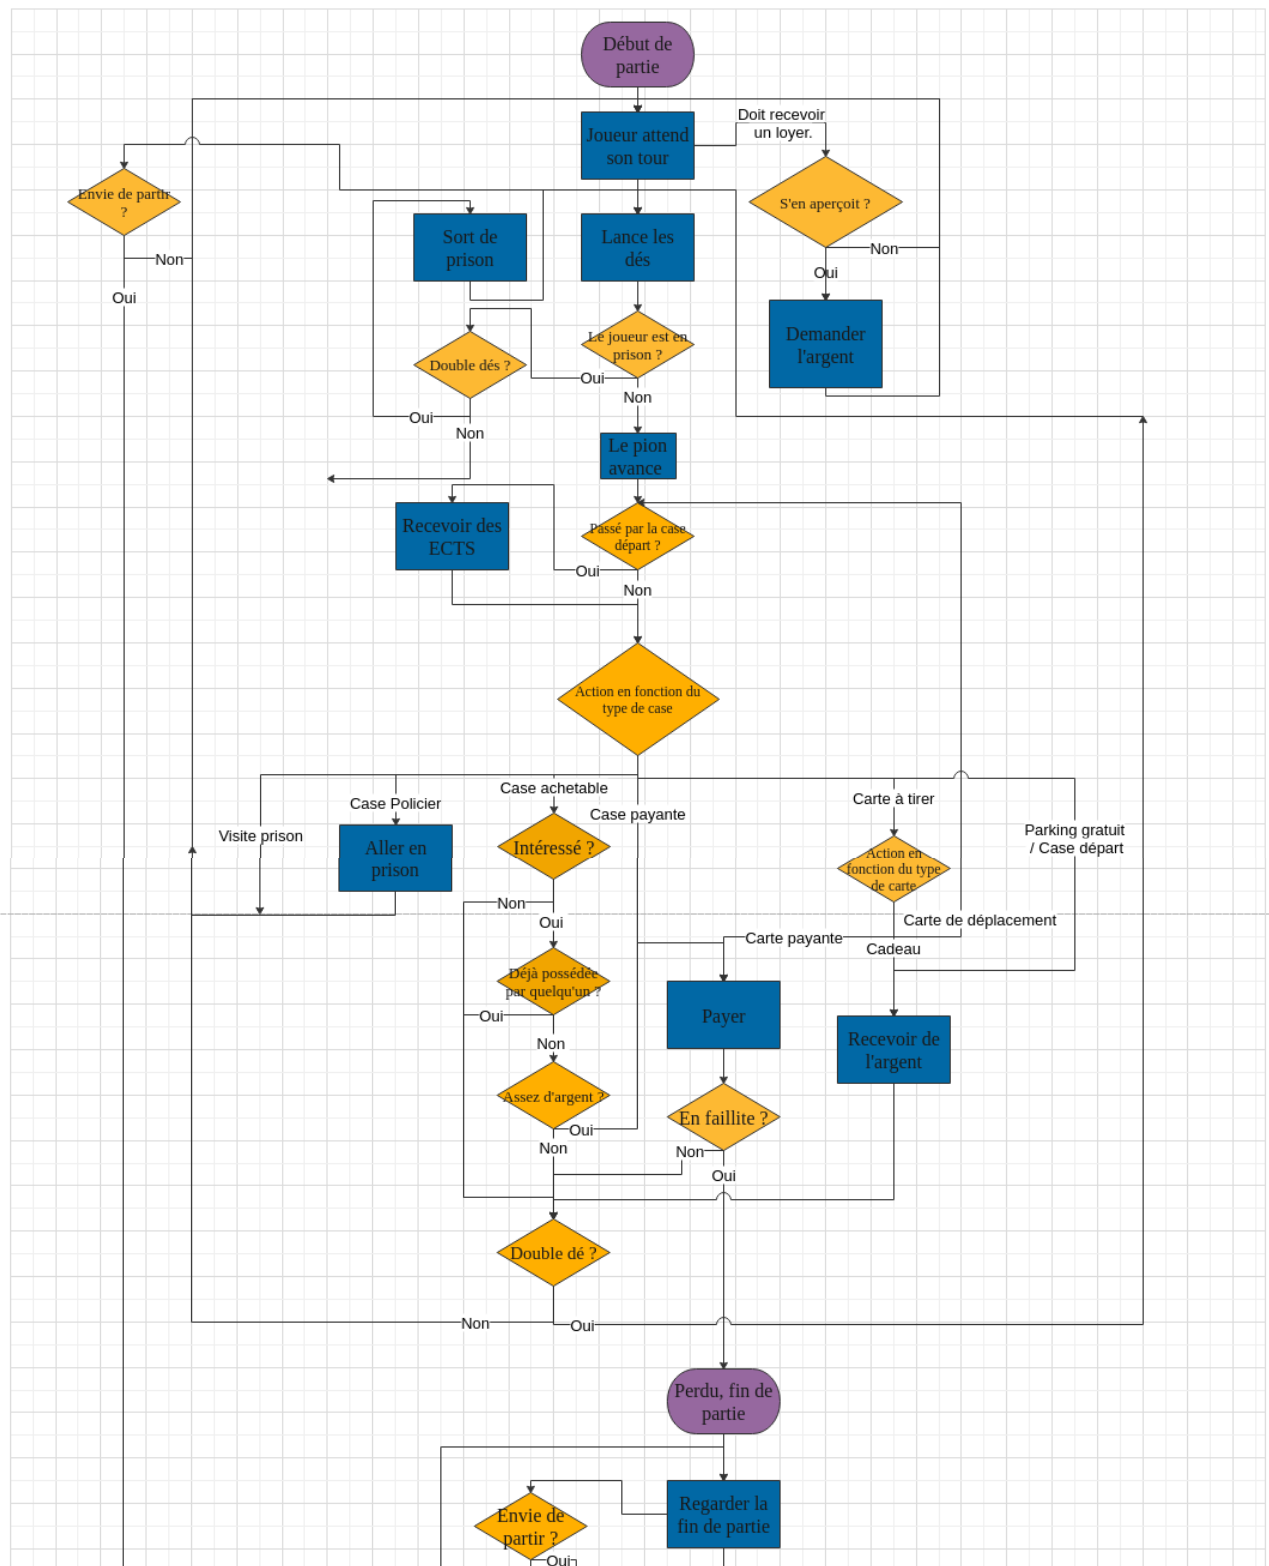 Début de
partie
Joueur attend
son tour
Doit recevoir
un loyer.
Envie de partir
?
S'en aperçoit ?
Sort de
prison
Lance les
dés
Non
Non
Oui
Oui
Demander
l'argent
Le joueur est en
prison ?
Double dés ?
Oui
Non
Oui
Non
Le pion
avance
Recevoir des
ECTS
Passé par la case
départ ?
Oui
Non
Action en fonction du
type de case
Case achetable
Case Policier
Case payante
Carte à tirer
Visite prison
Parking gratuit
/ Case départ
Aller en
prison
Intéressé ?
Action en
fonction du type
de carte
Non
Oui
Carte de déplacement
Carte payante
Cadeau
Déjà possédée
par quelqu'un ?
Oui
Payer
Non
Recevoir de
l'argent
Assez d'argent ?
En faillite ?
Oui
Non
Non
Oui
Double dé ?
Non
Oui
Perdu, fin de
partie
Regarder la
fin de partie
Envie de
partir ?
Oui